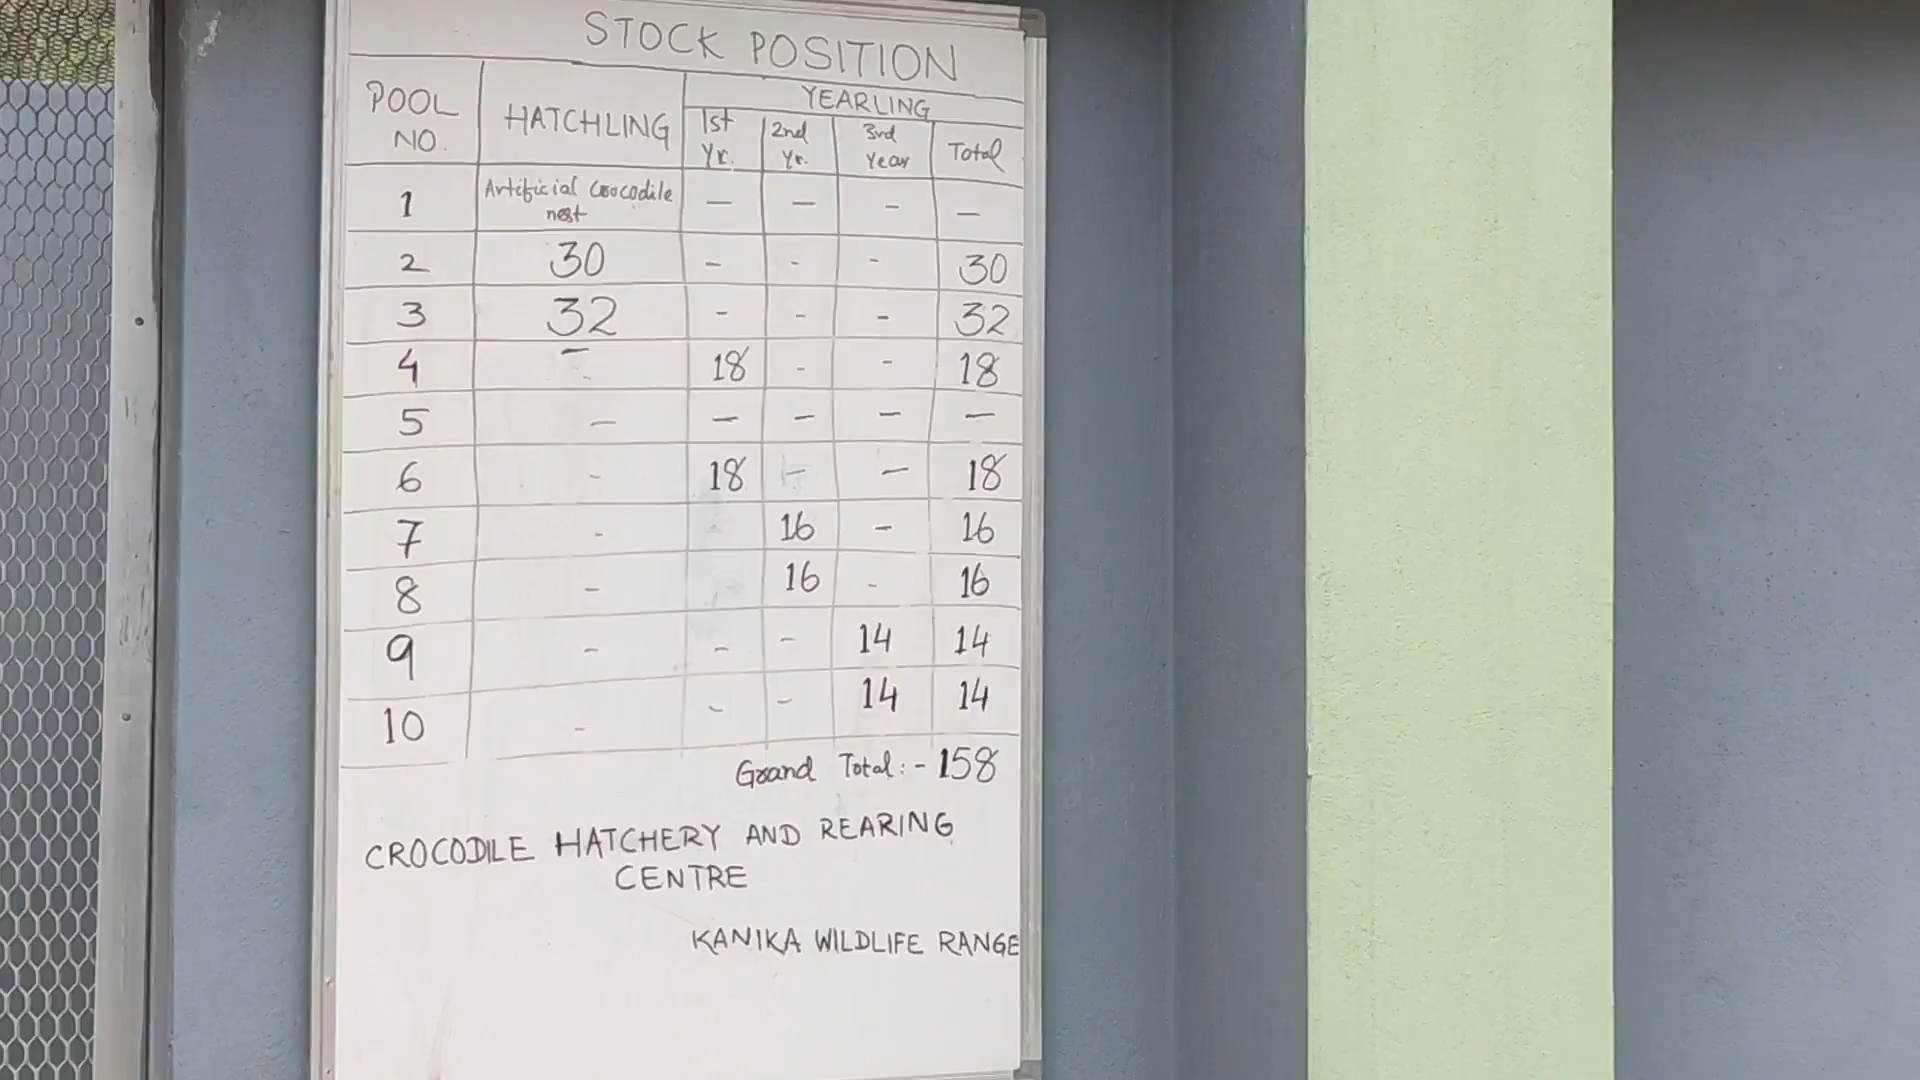 STOCK POSITION
POOL NO. HATCHLING YEARLING
1st Yr. 2nd Yr. 3rd Year Total
1 Artificial Crocodile nest — — - —
2 30 - - - 30
3 32 - - - 32
4 - 18 - - 18
5 — — — — —
6 - 18 - — 18
7 - - 16 - 16
8 - 16 - 16
9 - - - 14 14
10 - - - 14 14
Grand Total:- 158
CROCODILE HATCHERY AND REARING
CENTRE
KANIKA WILDLIFE RANGE